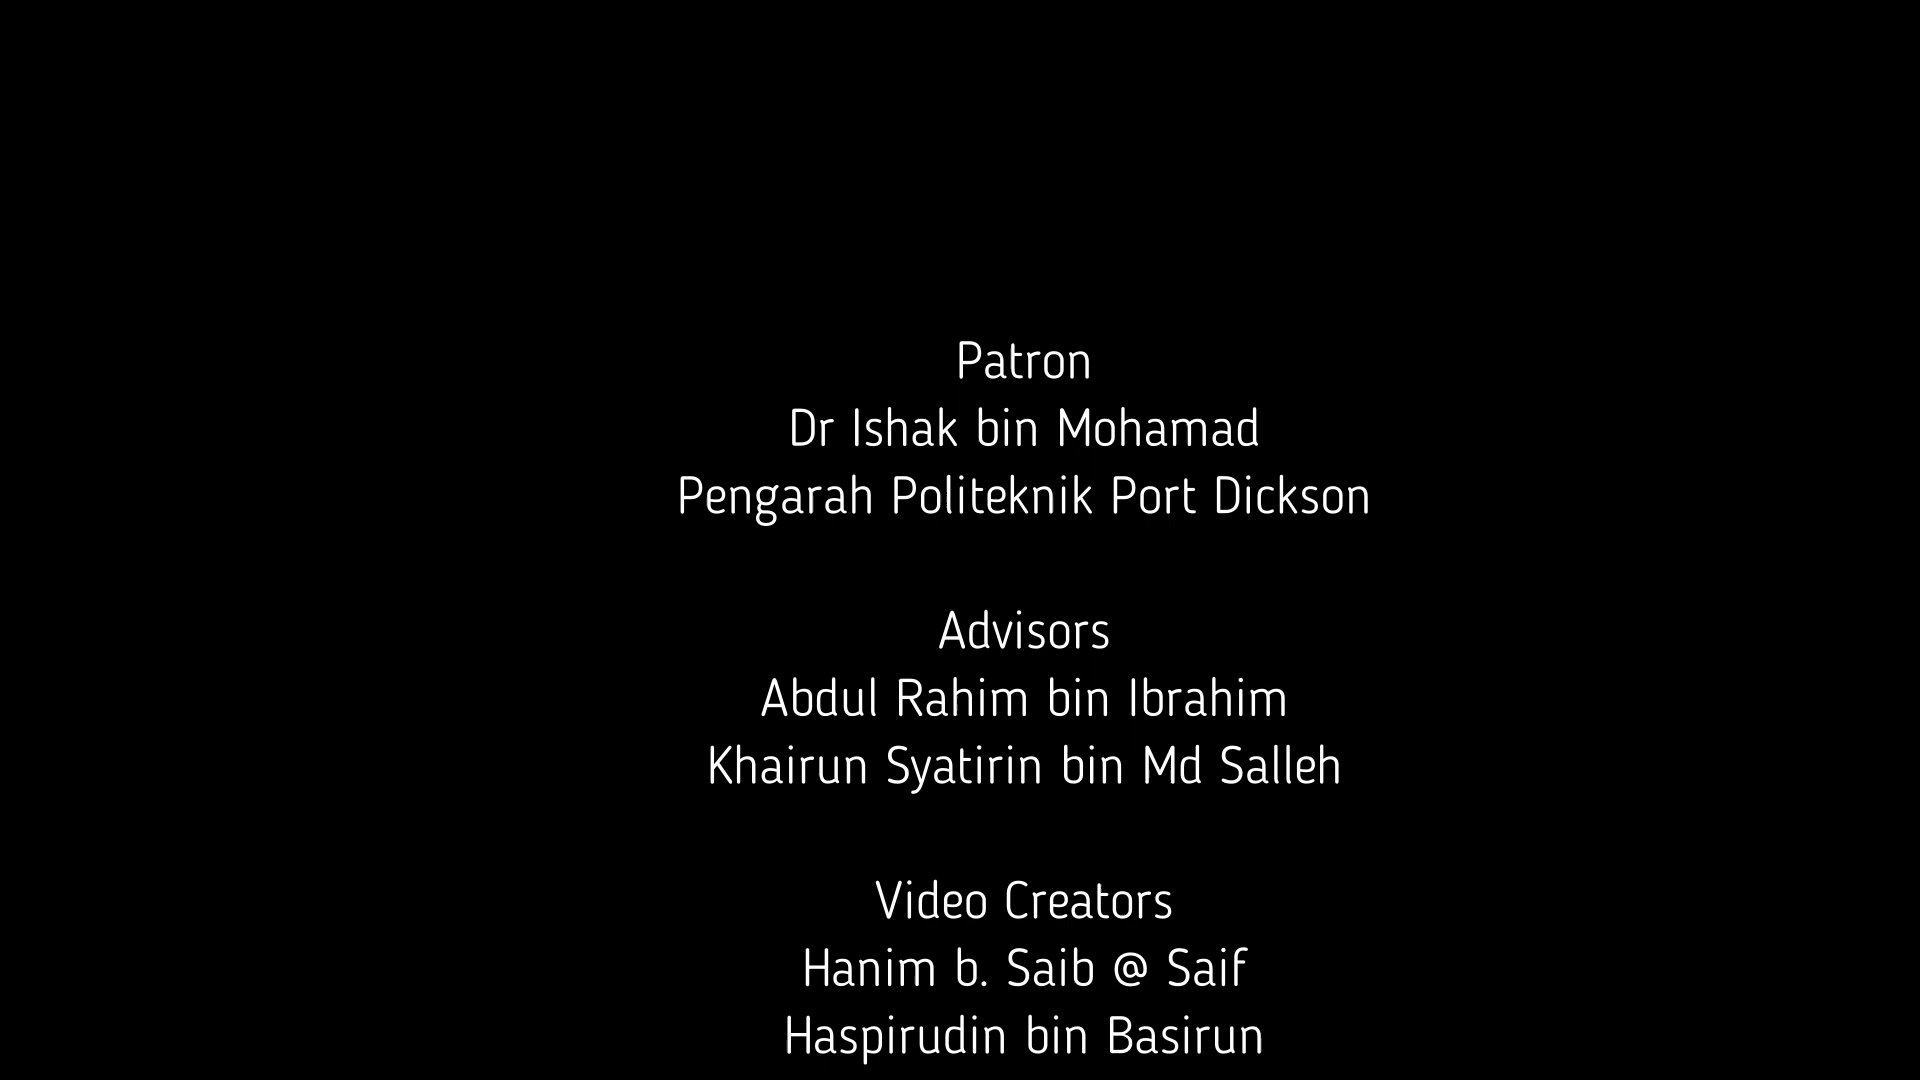 Patron
Dr Ishak bin Mohamad
Pengarah Politeknik Port Dickson
Advisors
Abdul Rahim bin Ibrahim
Khairun Syatirin bin Md Salleh
Video Creators
Hanim b. Saib @ Saif
Haspirudin bin Basirun